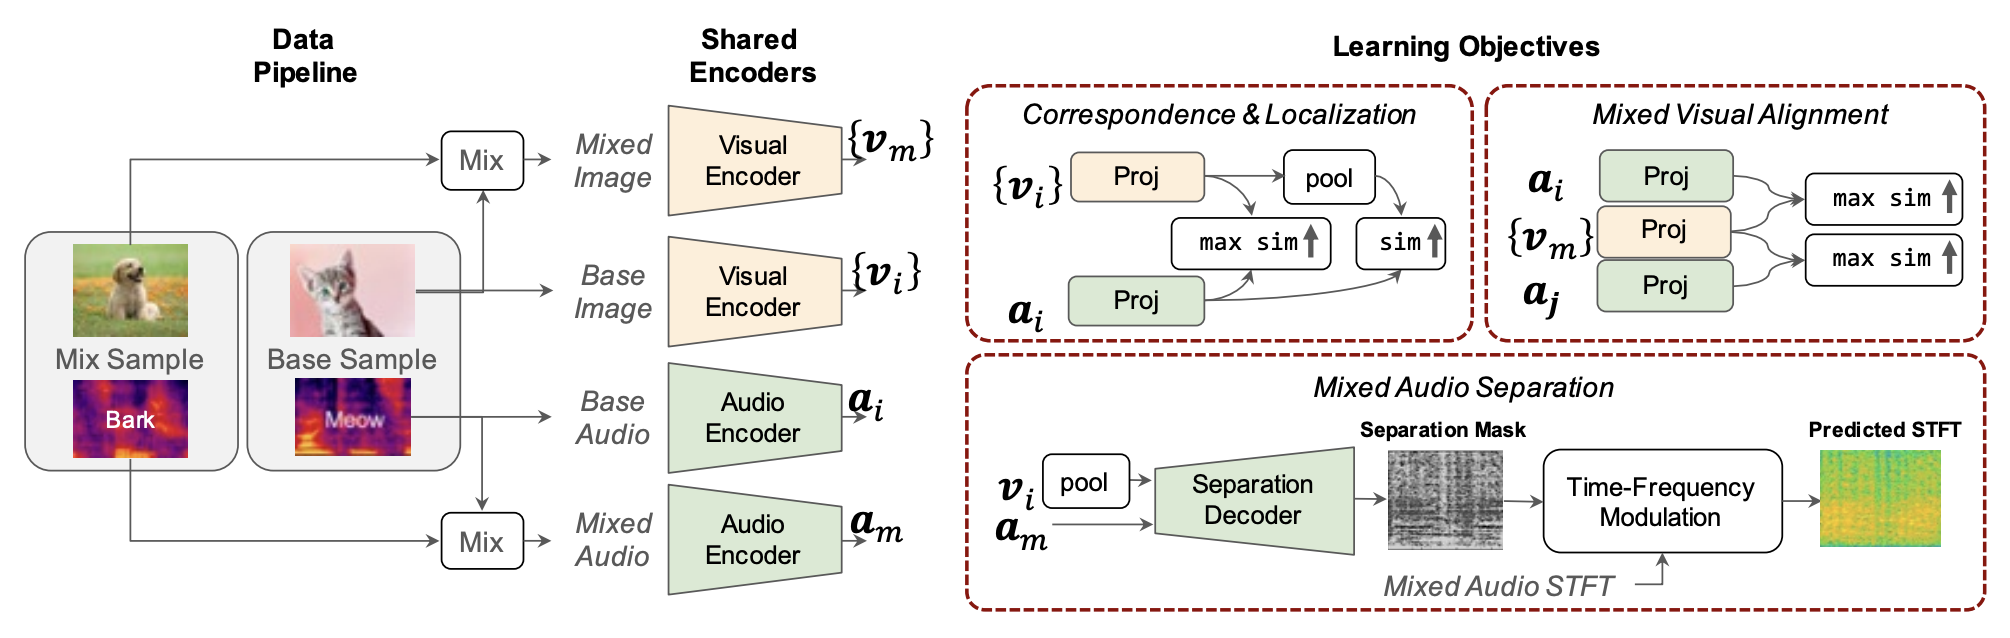 Data
Pipeline
Mix
Mix Sample
Bark
Base Sample
Meow
Mix
Shared
Encoders
Mixed
Image
Visual
Encoder
{v_m}
Base
Image
Visual
Encoder
{v_i}
Base
Audio
Audio
Encoder
a_i
Mixed
Audio
Audio
Encoder
a_m
Learning Objectives
Correspondence & Localization
{v_i}
Proj
pool
max sim
sim
a_i
Proj
Mixed Visual Alignment
a_i
Proj
max sim
{v_m}
Proj
max sim
a_j
Proj
Mixed Audio Separation
v_i
pool
a_m
Separation
Decoder
Separation Mask
Time-Frequency
Modulation
Mixed Audio STFT
Predicted STFT